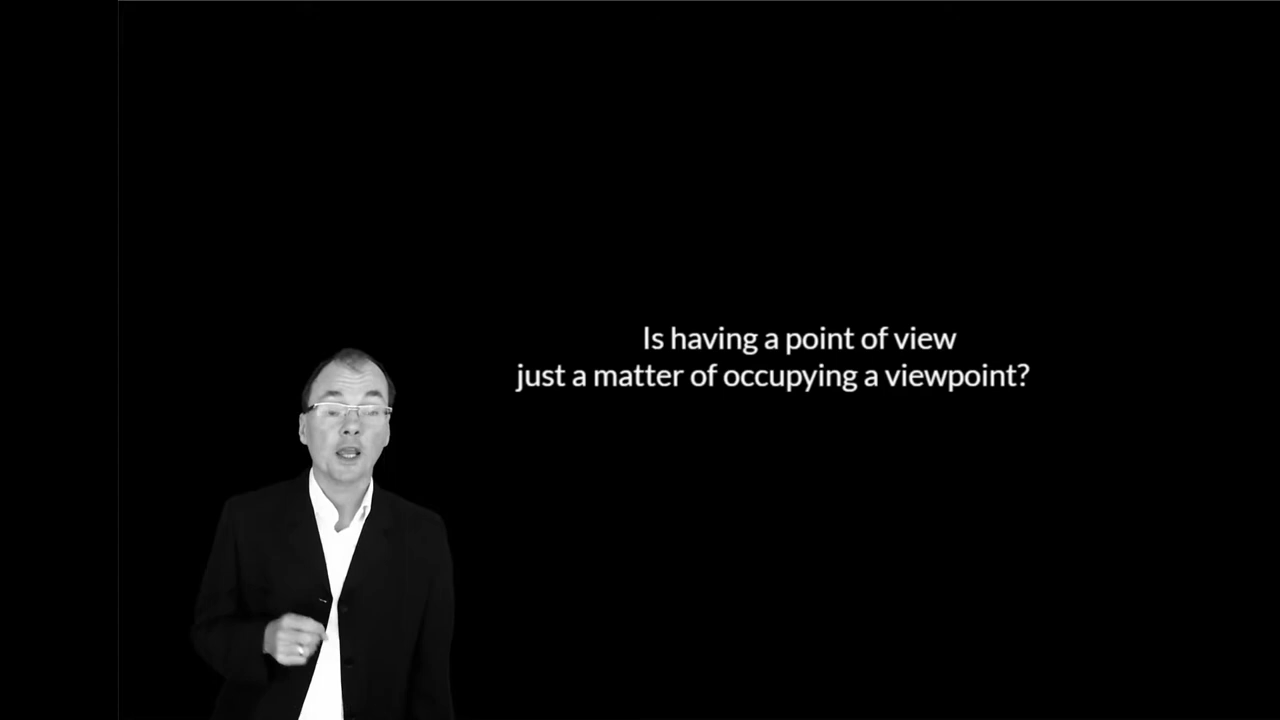 Is having a point of view
just a matter of occupying a viewpoint?